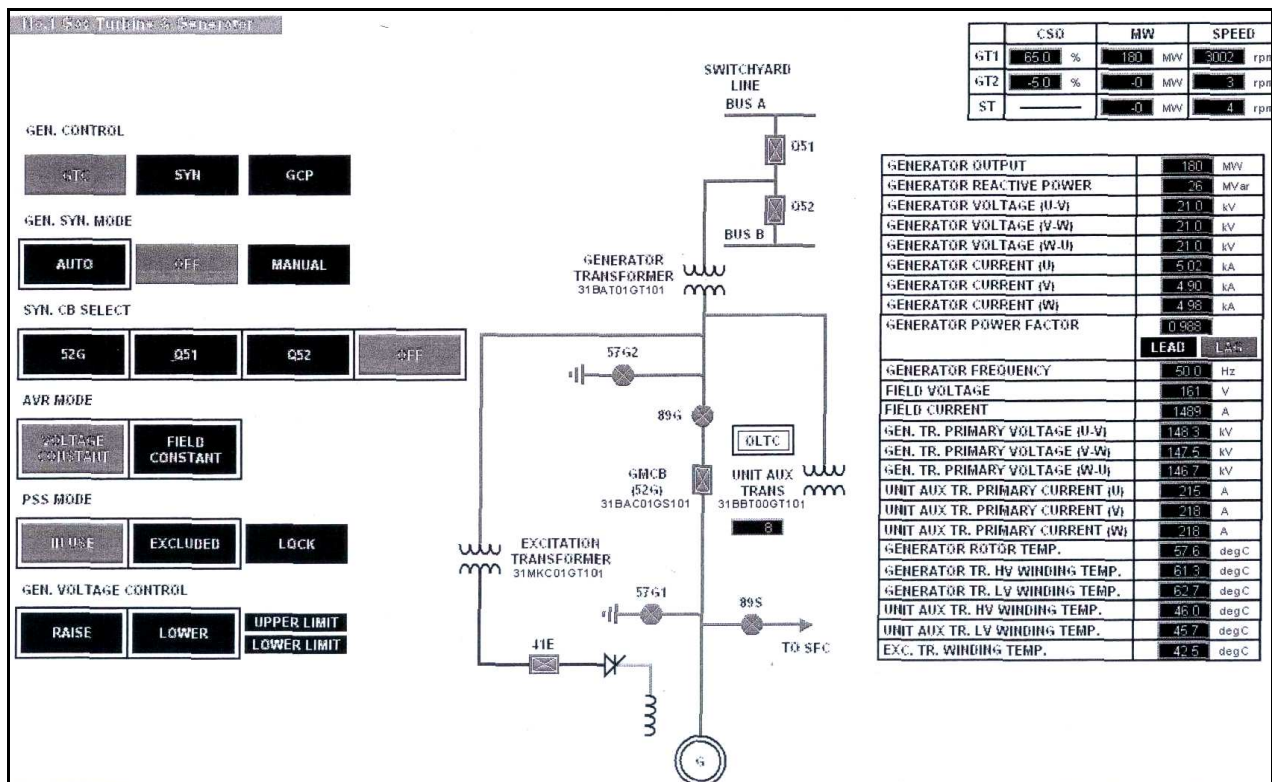 No.1 Gas Turbine & Generator
CSO MW SPEED
GT1 65.0 % 180 MW 3002 rpm
GT2 -5.0 % -0 MW 3 rpm
ST -0 MW 4 rpm
SWITCHYARD
LINE
BUS A
Q51
Q52
BUS B
GEN. CONTROL
GTC SYN GCP
GEN. SYN. MODE
AUTO OFF MANUAL
SYN. CB SELECT
52G Q51 Q52 OFF
AVR MODE
VOLTAGE CONSTANT
FIELD CONSTANT
PSS MODE
IN USE EXCLUDED LOCK
GEN. VOLTAGE CONTROL
RAISE LOWER
UPPER LIMIT
LOWER LIMIT
GENERATOR
TRANSFORMER
31BAT01GT101
57G2
89G
OLTC
GMCB
(52G)
31BAC01GS101
UNIT AUX
TRANS
31BBT00GT101
8
EXCITATION
TRANSFORMER
31MKC01GT101
57G1
89S
TO SFC
41E
G
GENERATOR OUTPUT 180 MW
GENERATOR REACTIVE POWER 26 MVar
GENERATOR VOLTAGE (U-V) 21.0 kV
GENERATOR VOLTAGE (V-W) 21.0 kV
GENERATOR VOLTAGE (W-U) 21.0 kV
GENERATOR CURRENT (U) 5.02 kA
GENERATOR CURRENT (V) 4.90 kA
GENERATOR CURRENT (W) 4.98 kA
GENERATOR POWER FACTOR 0.988
LEAD LAG
GENERATOR FREQUENCY 50.0 Hz
FIELD VOLTAGE 161 V
FIELD CURRENT 1489 A
GEN. TR. PRIMARY VOLTAGE (U-V) 148.3 kV
GEN. TR. PRIMARY VOLTAGE (V-W) 147.5 kV
GEN. TR. PRIMARY VOLTAGE (W-U) 146.7 kV
UNIT AUX TR. PRIMARY CURRENT (U) 215 A
UNIT AUX TR. PRIMARY CURRENT (V) 218 A
UNIT AUX TR. PRIMARY CURRENT (W) 218 A
GENERATOR ROTOR TEMP. 57.6 degC
GENERATOR TR. HV WINDING TEMP. 61.3 degC
GENERATOR TR. LV WINDING TEMP. 62.7 degC
UNIT AUX TR. HV WINDING TEMP. 46.0 degC
UNIT AUX TR. LV WINDING TEMP. 45.7 degC
EXC. TR. WINDING TEMP. 42.5 degC